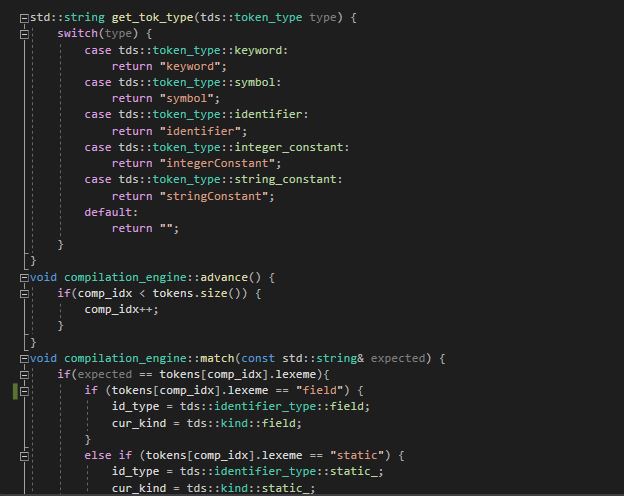 std::string get_tok_type(tds::token_type type) {
    switch(type) {
        case tds::token_type::keyword:
            return "keyword";
        case tds::token_type::symbol:
            return "symbol";
        case tds::token_type::identifier:
            return "identifier";
        case tds::token_type::integer_constant:
            return "integerConstant";
        case tds::token_type::string_constant:
            return "stringConstant";
        default:
            return "";
    }
}
void compilation_engine::advance() {
    if(comp_idx < tokens.size()) {
        comp_idx++;
    }
}
void compilation_engine::match(const std::string& expected) {
    if(expected == tokens[comp_idx].lexeme){
        if (tokens[comp_idx].lexeme == "field") {
            id_type = tds::identifier_type::field;
            cur_kind = tds::kind::field;
        }
        else if (tokens[comp_idx].lexeme == "static") {
            id_type = tds::identifier_type::static_;
            cur_kind = tds::kind::static_;